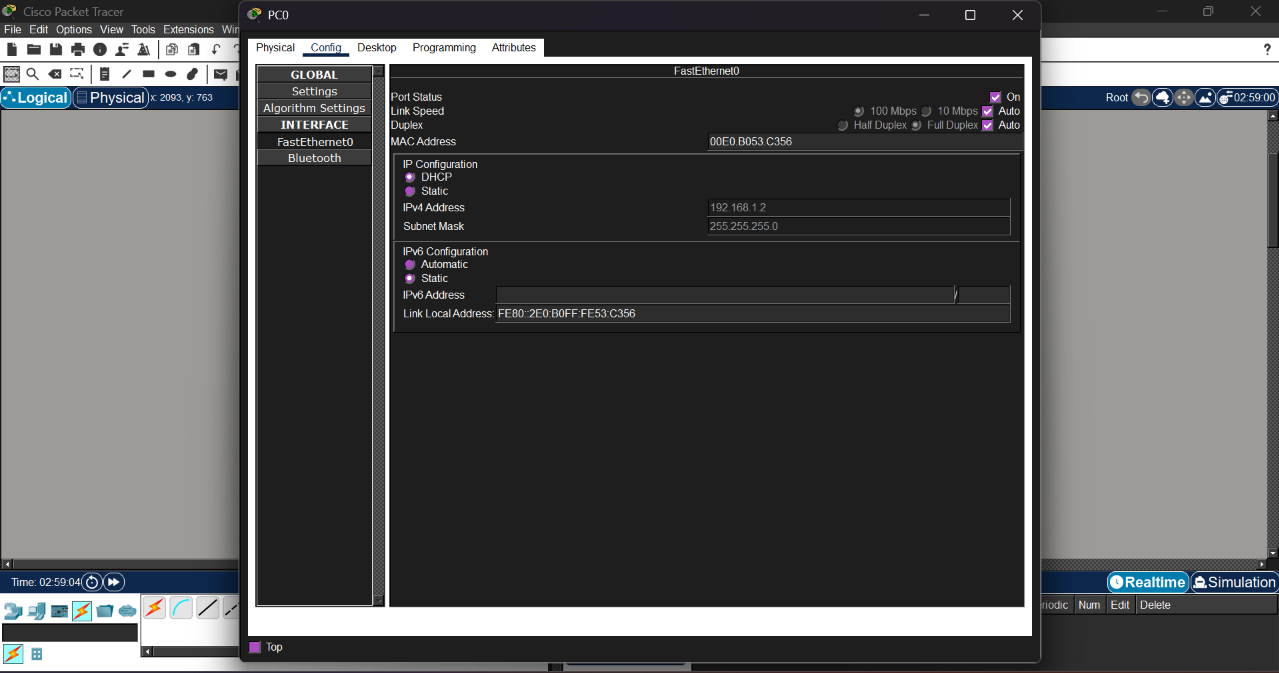 Cisco Packet Tracer
File Edit Options View Tools Extensions Win
?
Logical Physical x: 2093, y: 763
Root 02:59:00
PC0
Physical Config Desktop Programming Attributes
GLOBAL
Settings
Algorithm Settings
INTERFACE
FastEthernet0
Bluetooth
FastEthernet0
Port Status On
Link Speed 100 Mbps 10 Mbps Auto
Duplex Half Duplex Full Duplex Auto
MAC Address 00E0.B053.C356
IP Configuration
DHCP
Static
IPv4 Address 192.168.1.2
Subnet Mask 255.255.255.0
IPv6 Configuration
Automatic
Static
IPv6 Address /
Link Local Address: FE80::2E0:B0FF:FE53:C356
Top
Time: 02:59:04
Realtime Simulation
riodic Num Edit Delete